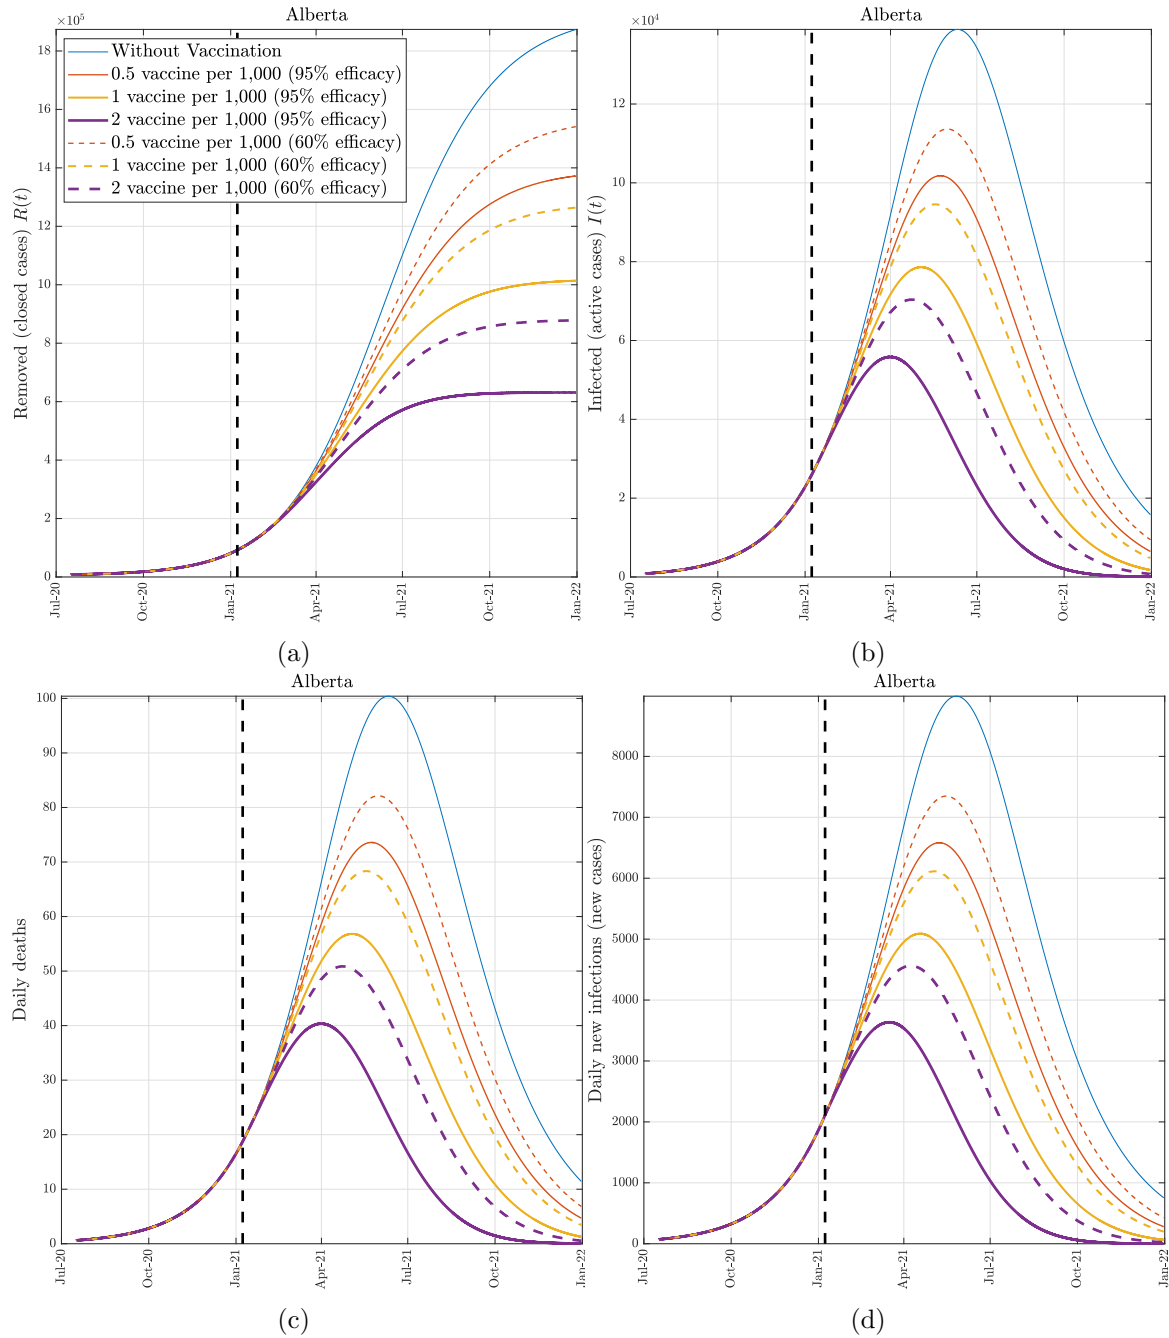 Alberta
×10⁵
Without Vaccination
0.5 vaccine per 1,000 (95% efficacy)
1 vaccine per 1,000 (95% efficacy)
2 vaccine per 1,000 (95% efficacy)
0.5 vaccine per 1,000 (60% efficacy)
1 vaccine per 1,000 (60% efficacy)
2 vaccine per 1,000 (60% efficacy)
Removed (closed cases) R(t)
18
16
14
12
10
8
6
4
2
0
Jul-20
Oct-20
Jan-21
Apr-21
Jul-21
Oct-21
Jan-22
(a)
Alberta
×10⁴
Infected (active cases) I(t)
12
10
8
6
4
2
0
Jul-20
Oct-20
Jan-21
Apr-21
Jul-21
Oct-21
Jan-22
(b)
Alberta
Daily deaths
100
90
80
70
60
50
40
30
20
10
0
Jul-20
Oct-20
Jan-21
Apr-21
Jul-21
Oct-21
Jan-22
(c)
Alberta
Daily new infections (new cases)
8000
7000
6000
5000
4000
3000
2000
1000
0
Jul-20
Oct-20
Jan-21
Apr-21
Jul-21
Oct-21
Jan-22
(d)